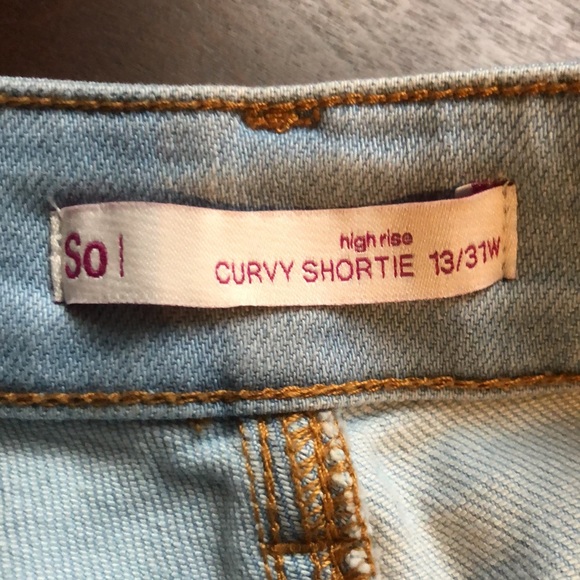 So |
high rise
CURVY SHORTIE 13/31W